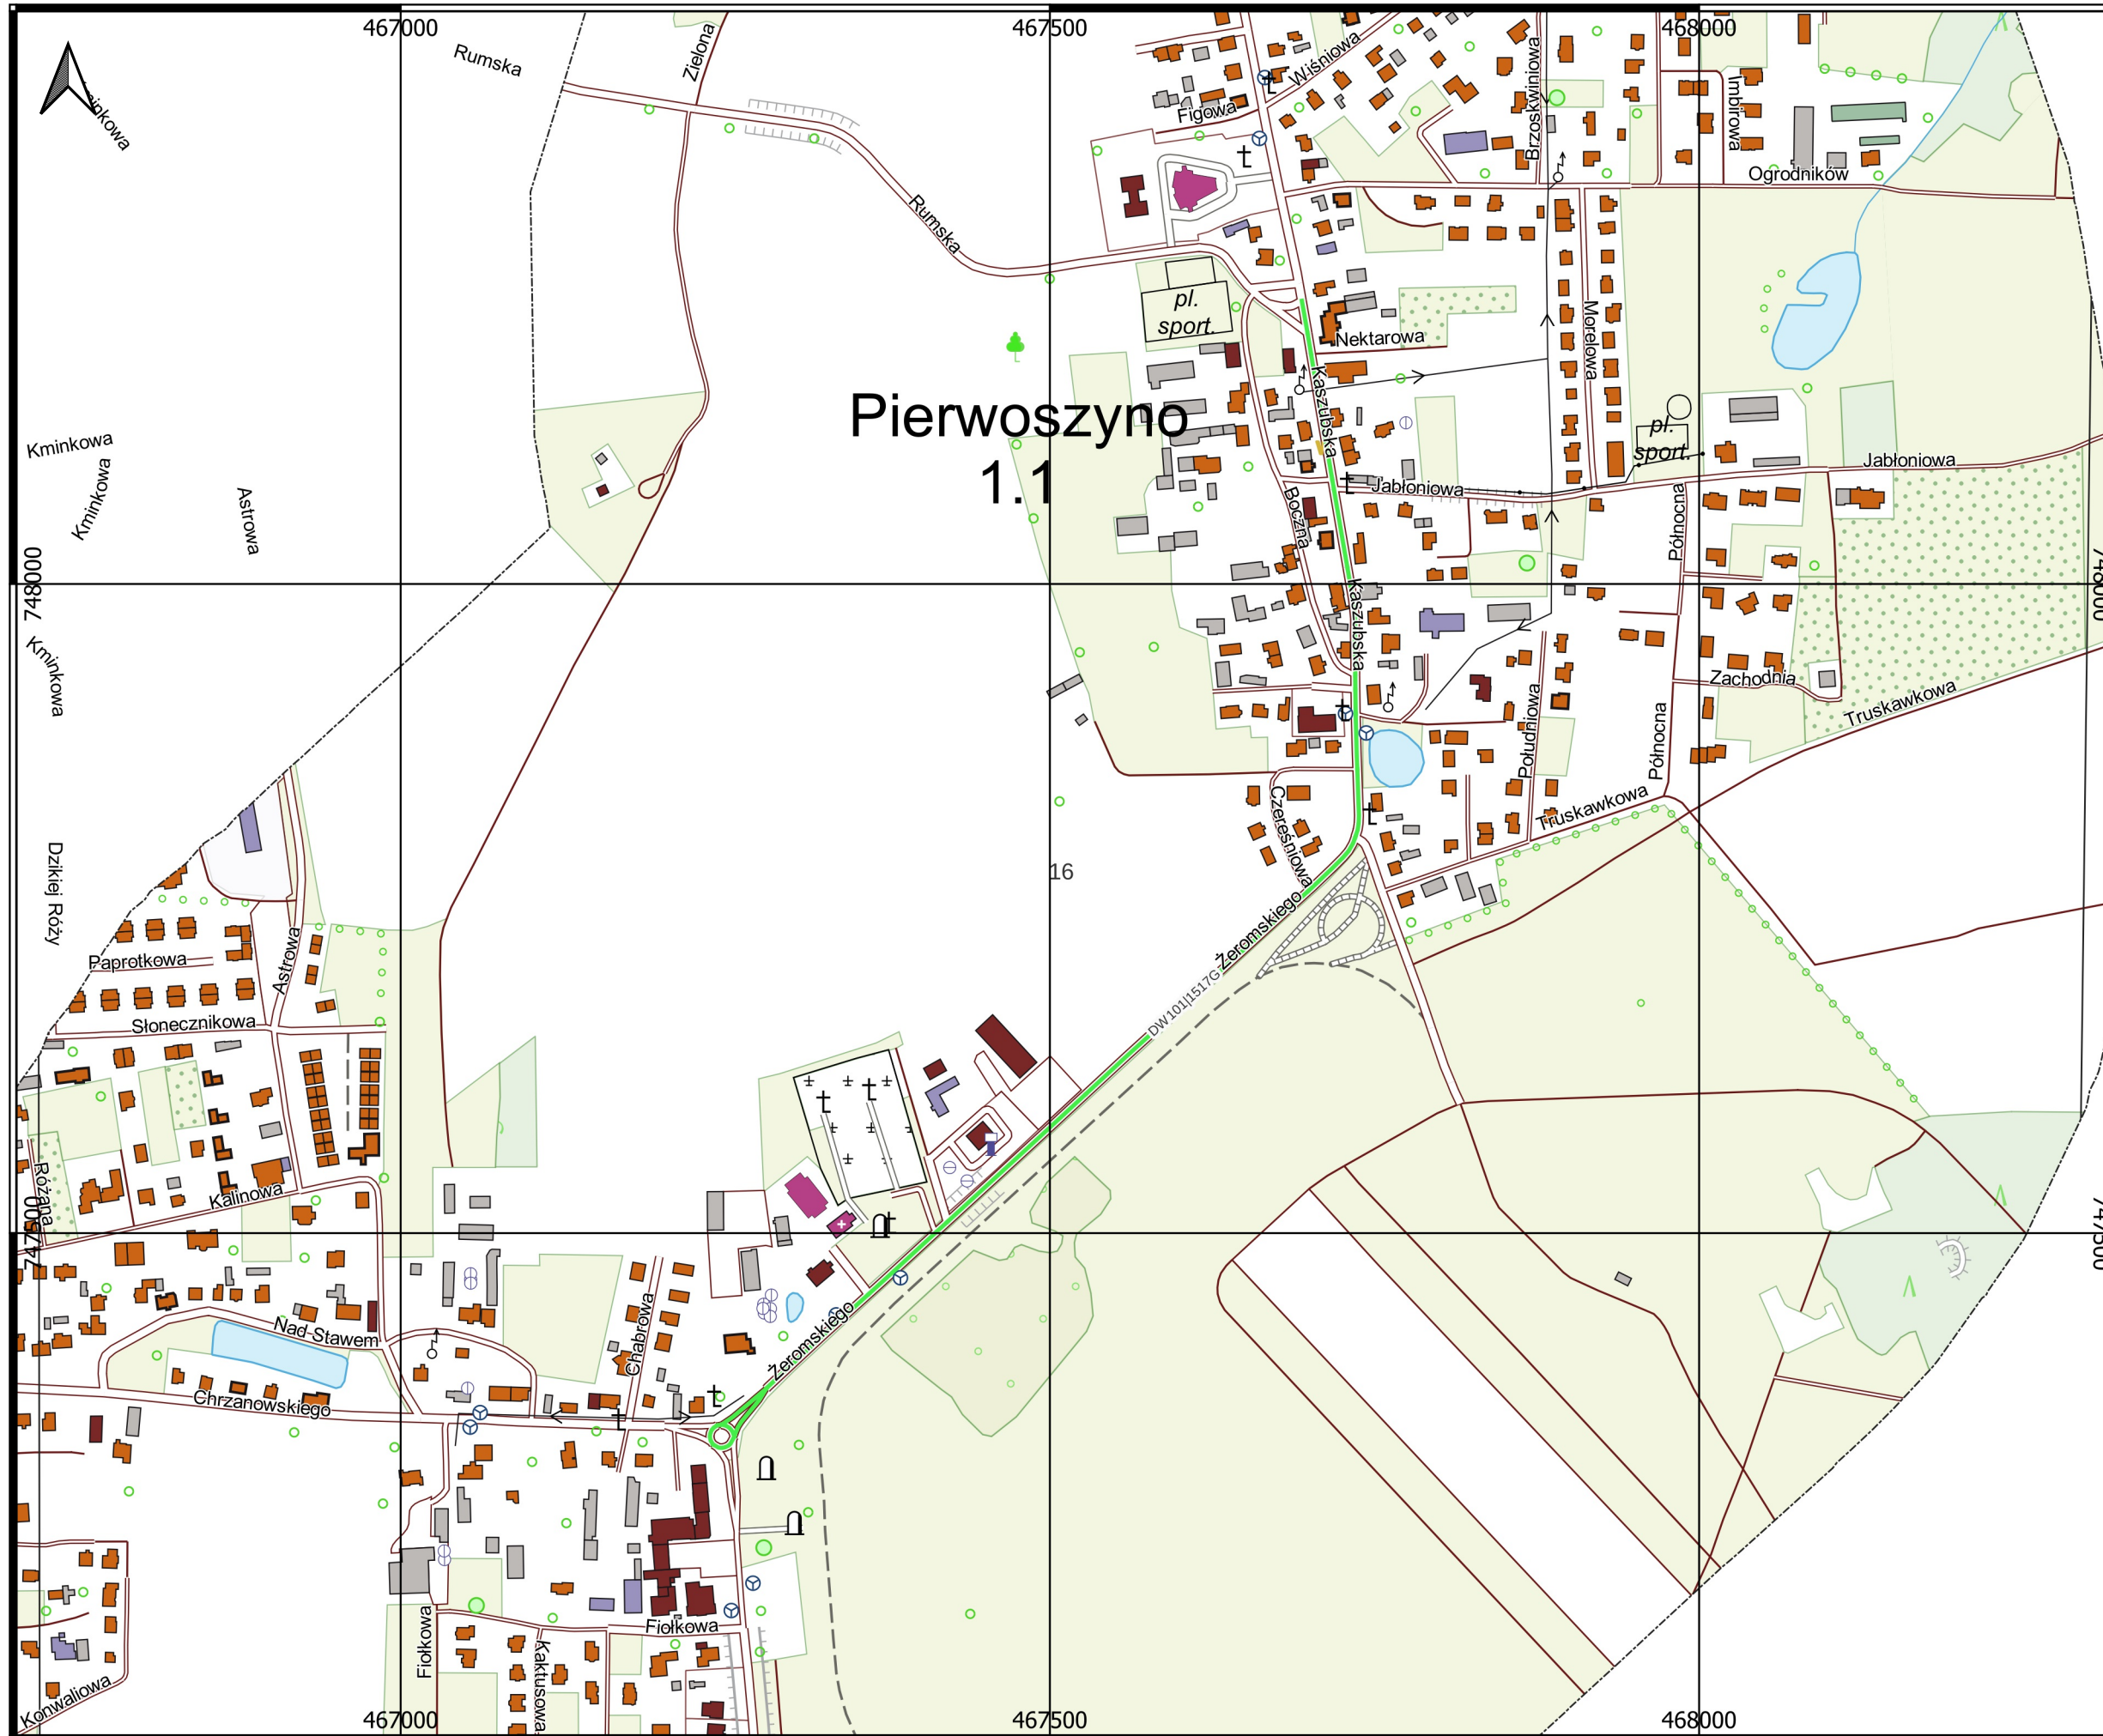 467000
467500
468000
Rumska
Zielona
Wiśniowa
Figowa
Brzoskwiniowa
Imbirowa
Ogrodników
Rumska
pl.
sport.
Nektarowa
Morelowa
Kaszubska
Kminkowa
Kminkowa
Astrowa
Pierwoszyno
1.1
pl.
sport.
Jabłoniowa
Jabłoniowa
Boczna
Północna
748000
748000
Kaszubska
Kminkowa
Zachodnia
Truskawkowa
Południowa
Północna
Czereśniowa
Truskawkowa
Dzikiej Róży
16
Żeromskiego
Paprotkowa
Astrowa
DW101|1517G
Słonecznikowa
Różana
Kalinowa
747500
747500
Nad Stawem
Chabrowa
Żeromskiego
Chrzanowskiego
Fiołkowa
Fiołkowa
Kaktusowa
Konwaliowa
467000
467500
468000